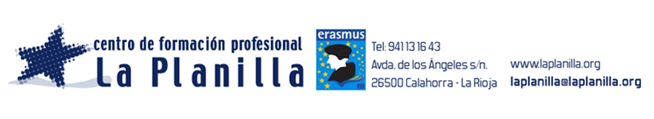 centro de formación profesional
La Planilla
erasmus
Tel: 941 13 16 43
Avda. de los Ángeles s/n.
26500 Calahorra - La Rioja
www.laplanilla.org
laplanilla@laplanilla.org